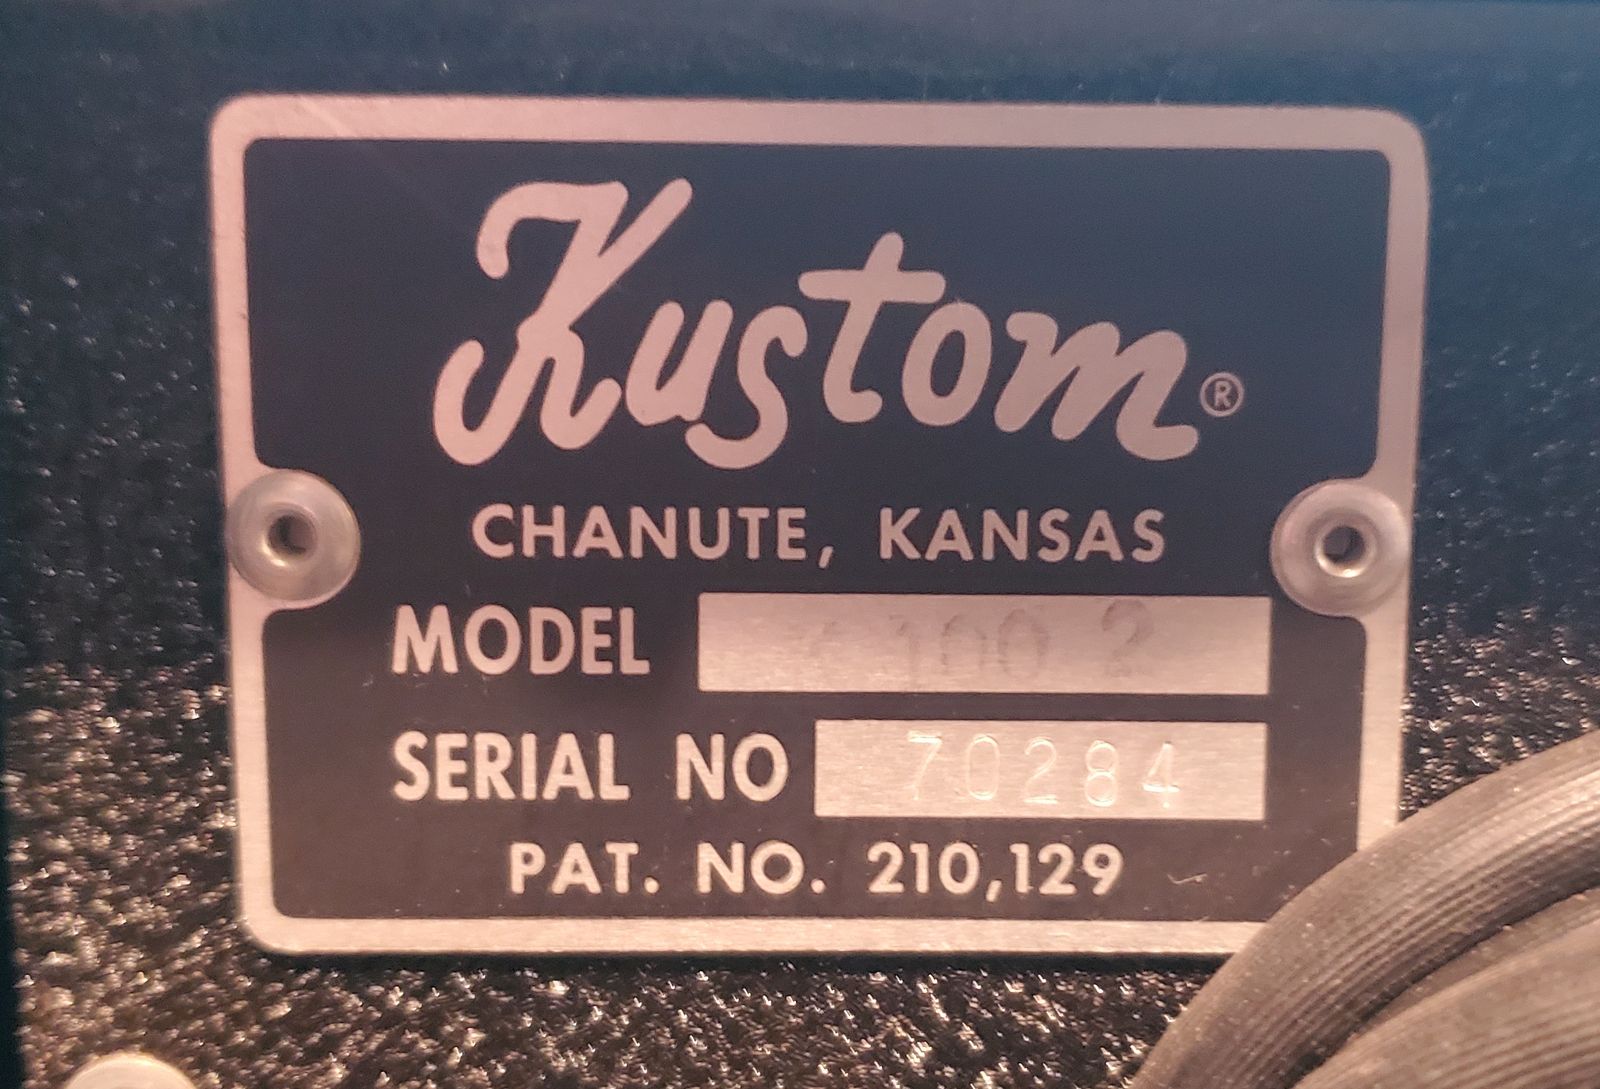 Kustom®
CHANUTE, KANSAS
MODEL 100 2
SERIAL NO 70284
PAT. NO. 210,129